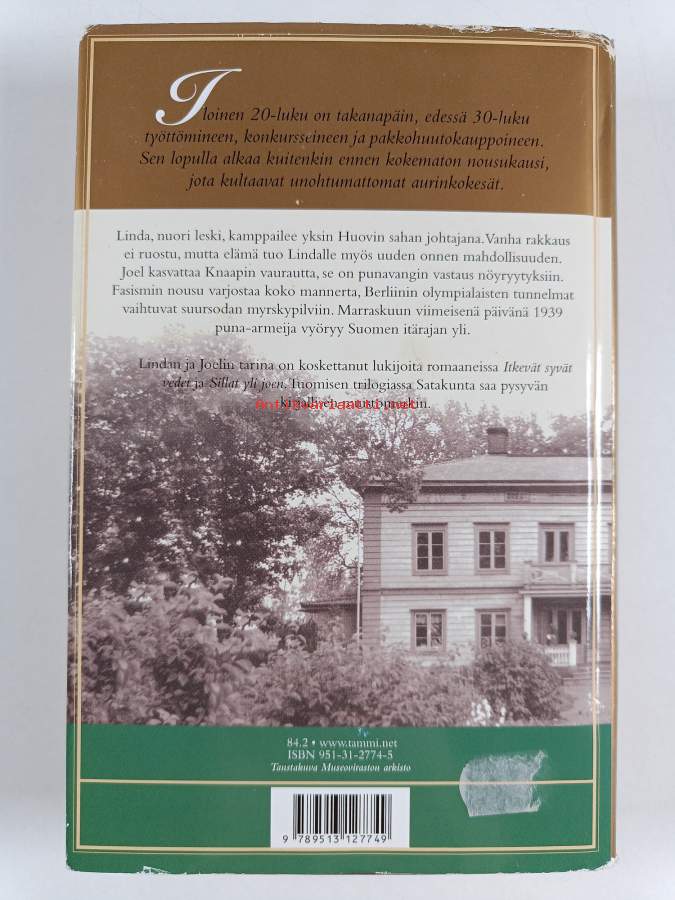 Iloinen 20-luku on takanapäin, edessä 30-luku
työttömineen, konkursseineen ja pakkohuutokauppoineen.
Sen lopulla alkaa kuitenkin ennen kokematon nousukausi,
jota kultaavat unohtumattomat aurinkokesät.
Linda, nuori leski, kamppailee yksin Huovin sahan johtajana. Vanha rakkaus
ei ruostu, mutta elämä tuo Lindalle myös uuden onnen mahdollisuuden.
Joel kasvattaa Knaapin vaurautta, se on punavangin vastaus nöyryytyksiin.
Fasismin nousu varjostaa koko mannerta, Berliinin olympialaisten tunnelmat
vaihtuvat suursodan myrskypilviin. Marraskuun viimeisenä päivänä 1939
puna-armeija vyöryy Suomen itärajan yli.
Lindan ja Joelin tarina on koskettanut lukijoita romaaneissa Itkevät syvät
vedet ja Sillat yli joen. Tuomisen trilogiassa Satakunta saa pysyvän
kirjallisen muistomerkin.
antikvariaatti.net
84.2 • www.tammi.net
ISBN 951-31-2774-5
Taustakuva Museoviraston arkisto
9 789513 127749